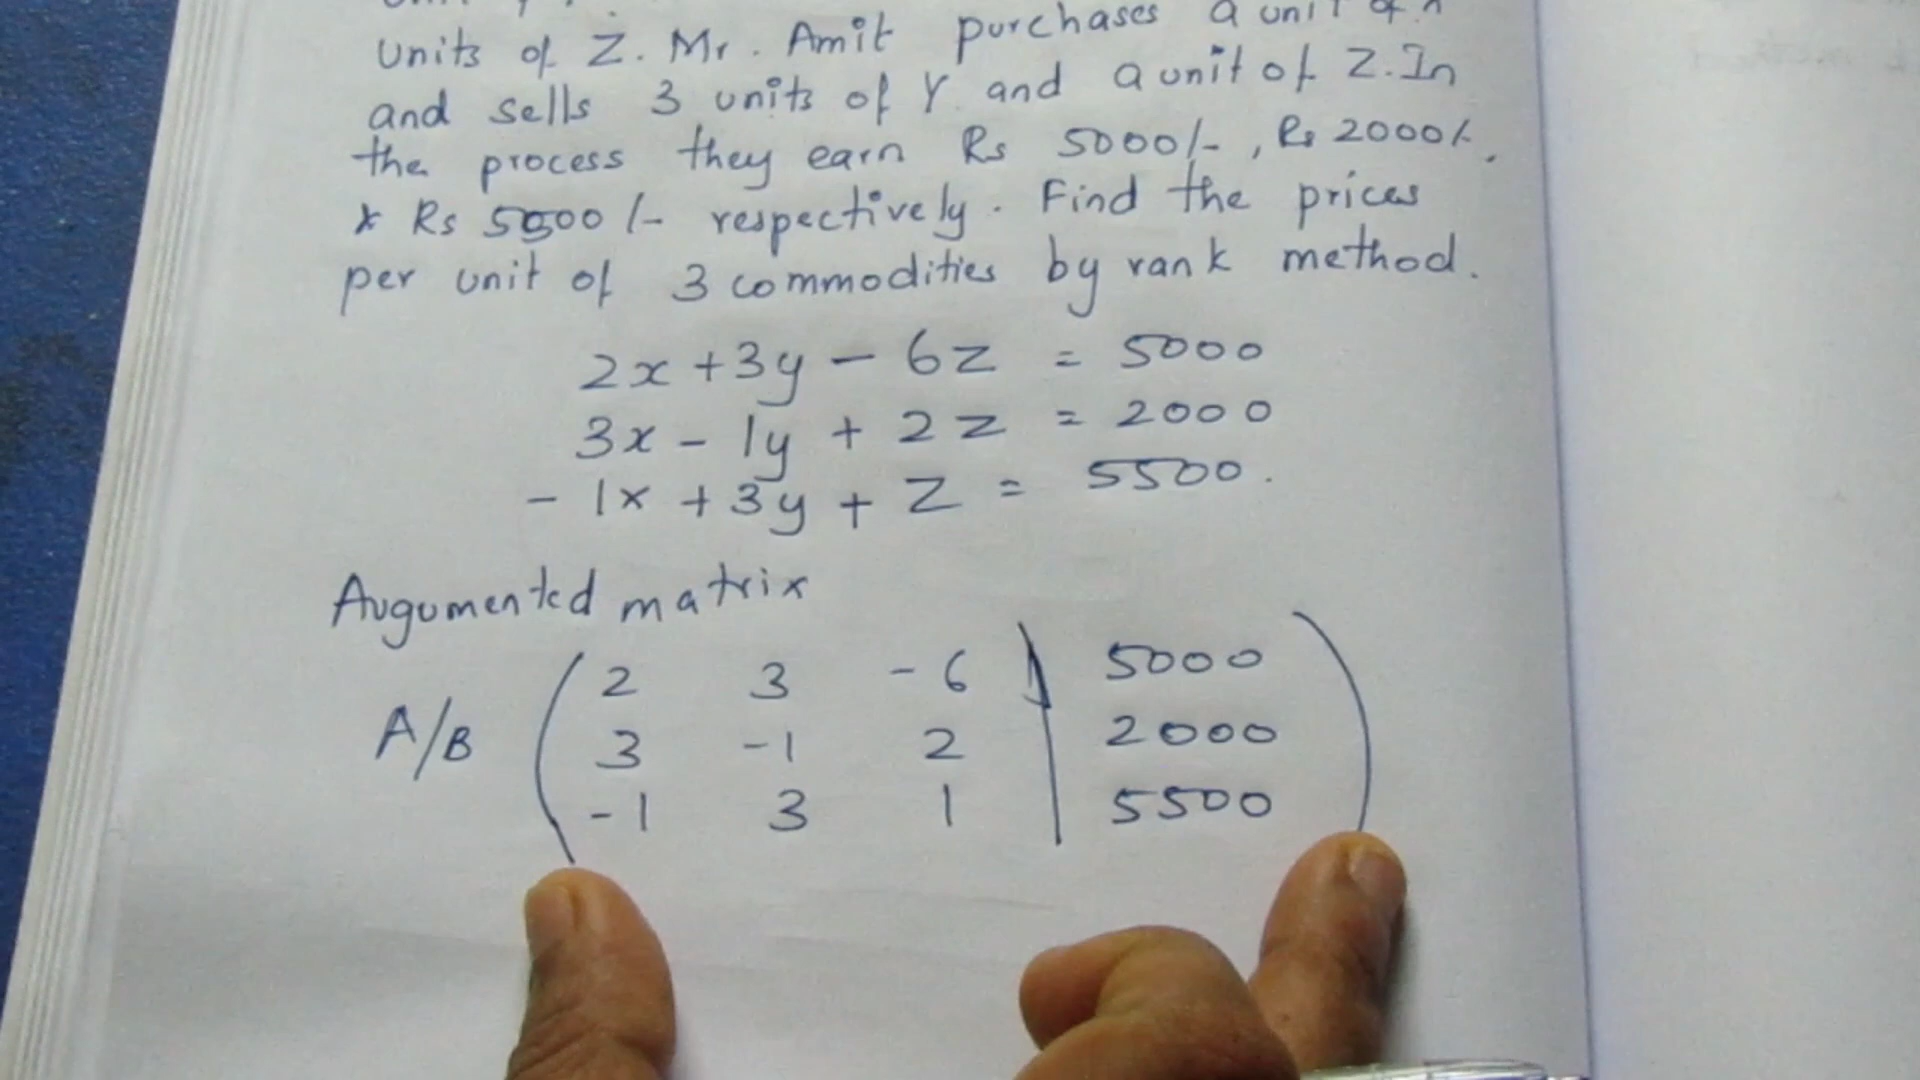 units of Z. Mr. Amit purchases a unit of
and sells 3 units of Y and a unit of Z. In
the process they earn Rs 5000/-, Rs 2000/-,
& Rs 5500/- respectively. Find the prices
per unit of 3 commodities by rank method.
2x + 3y - 6z = 5000
3x - 1y + 2z = 2000
- 1x + 3y + z = 5500.
Augumented matrix
2 3 -6 | 5000
A/B 3 -1 2 | 2000
-1 3 1 | 5500